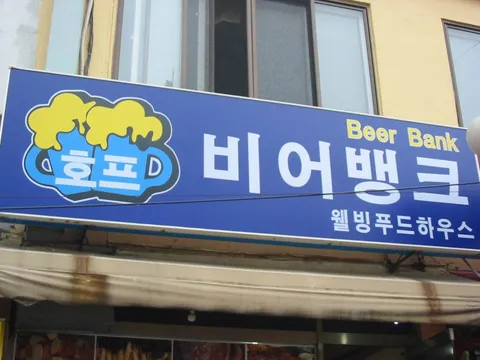 호프
Beer Bank
비어뱅크
웰빙푸드하우스